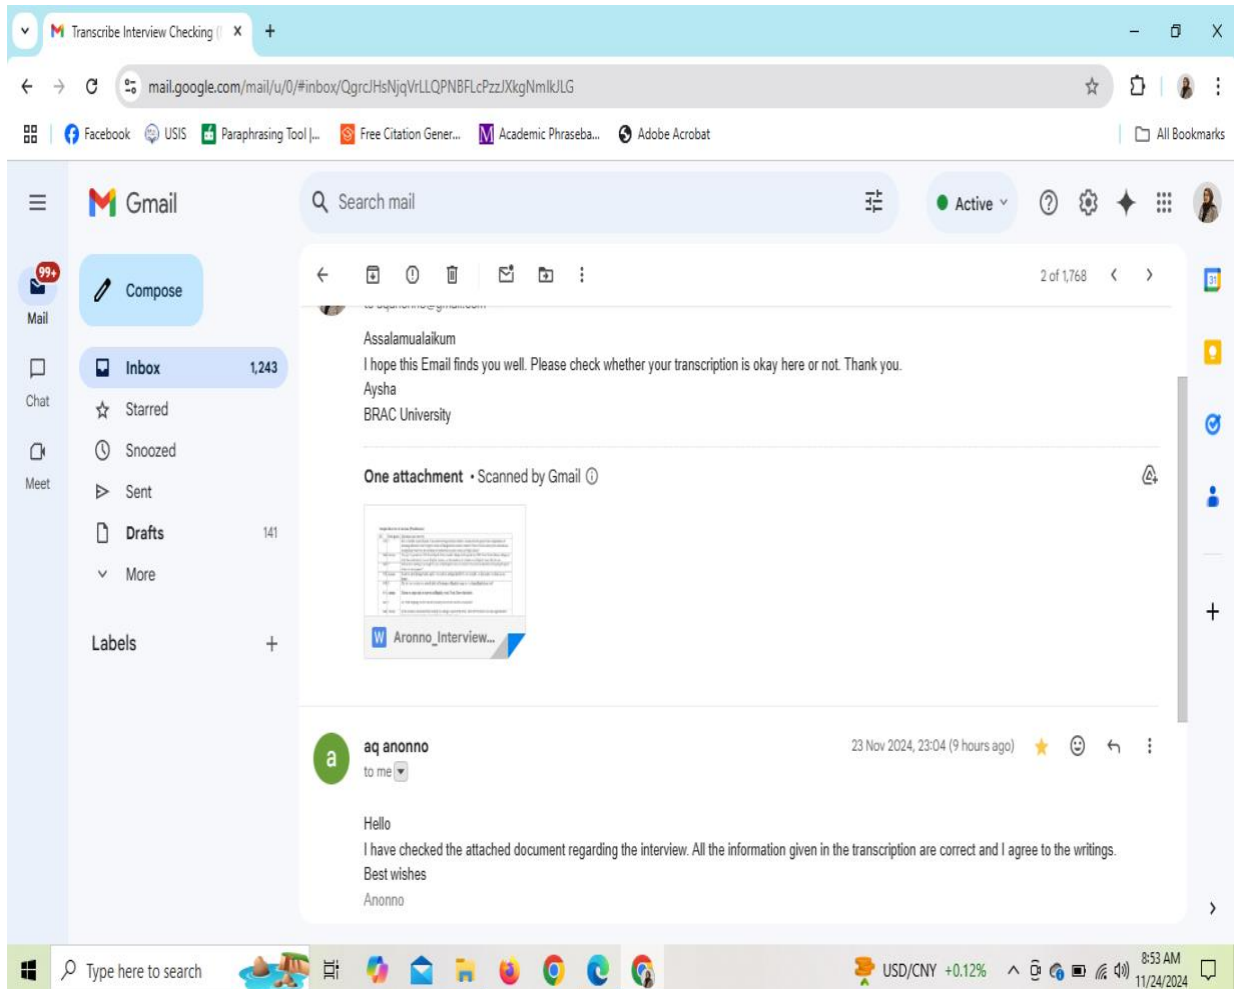 Transcribe Interview Checking (
mail.google.com/mail/u/0/#inbox/QgrcJHsNjqVrLLQPNBFLcPzzJXkgNmlkJLG
Facebook USIS Paraphrasing Tool |... Free Citation Gener... Academic Phraseba... Adobe Acrobat All Bookmarks
Gmail
Search mail
Active
99+
Mail
Compose
2 of 1,768
31
Chat
Meet
Inbox 1,243
Starred
Snoozed
Sent
Drafts 141
More
Labels
Assalamualaikum
I hope this Email finds you well. Please check whether your transcription is okay here or not. Thank you.
Aysha
BRAC University
One attachment • Scanned by Gmail
W Aronno_Interview...
a
aq anonno 23 Nov 2024, 23:04 (9 hours ago)
to me
Hello
I have checked the attached document regarding the interview. All the information given in the transcription are correct and I agree to the writings.
Best wishes
Anonno
Type here to search
USD/CNY +0.12%
8:53 AM
11/24/2024